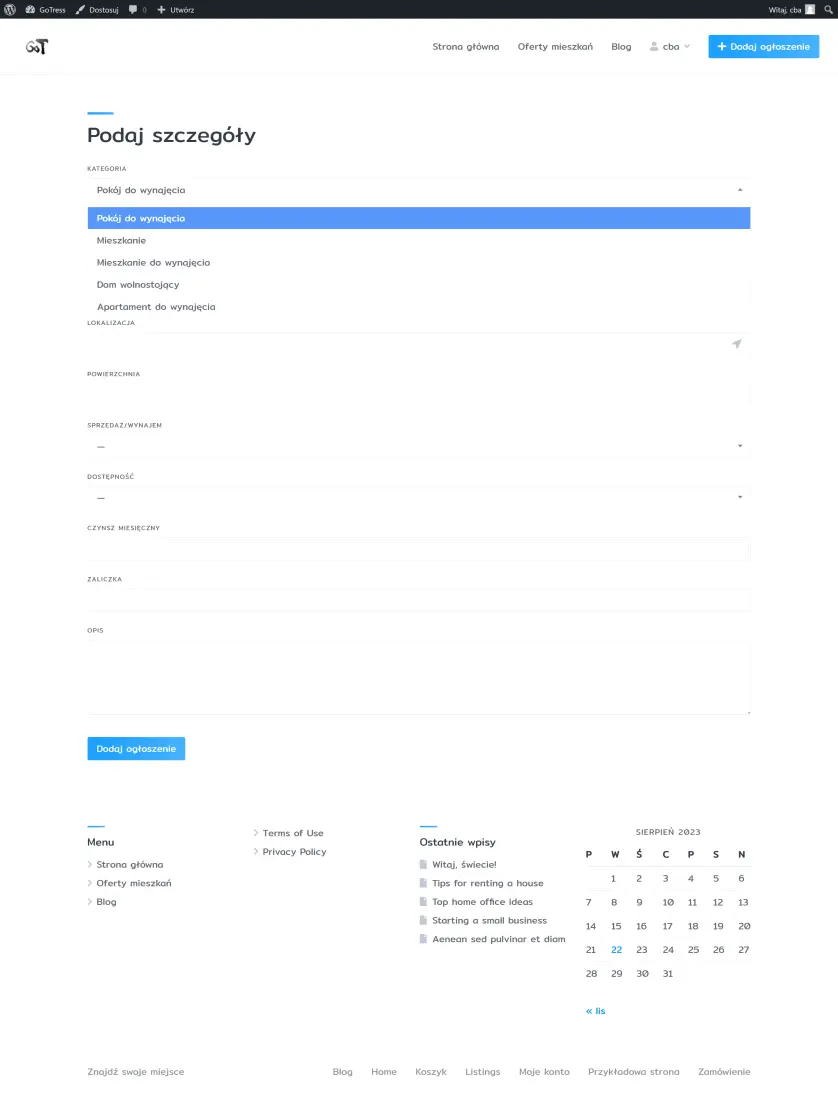 GoTress Dostosuj 0 Utwórz Witaj, cba
GoT Strona główna Oferty mieszkań Blog cba + Dodaj ogłoszenie
Podaj szczegóły
KATEGORIA
Pokój do wynajęcia
Pokój do wynajęcia
Mieszkanie
Mieszkanie do wynajęcia
Dom wolnostojący
Apartament do wynajęcia
LOKALIZACJA
POWIERZCHNIA
SPRZEDAŻ/WYNAJEM
—
DOSTĘPNOŚĆ
—
CZYNSZ MIESIĘCZNY
ZALICZKA
OPIS
Dodaj ogłoszenie
Menu
Strona główna
Oferty mieszkań
Blog
Terms of Use
Privacy Policy
Ostatnie wpisy
Witaj, świecie!
Tips for renting a house
Top home office ideas
Starting a small business
Aenean sed pulvinar et diam
SIERPIEŃ 2023
P W Ś C P S N
1 2 3 4 5 6
7 8 9 10 11 12 13
14 15 16 17 18 19 20
21 22 23 24 25 26 27
28 29 30 31
« lis
Znajdź swoje miejsce Blog Home Koszyk Listings Moje konto Przykładowa strona Zamówienie